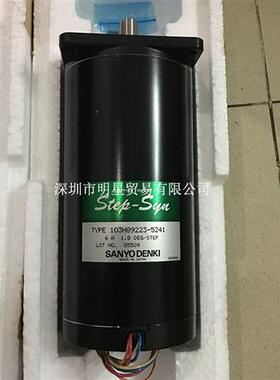 Step-Syn
深圳市明星贸易有限公司
TYPE 103H89223-5241
6 A 1.8 DEG/STEP
LOT NO. 05509
SANYO DENKI
MADE IN JAPAN